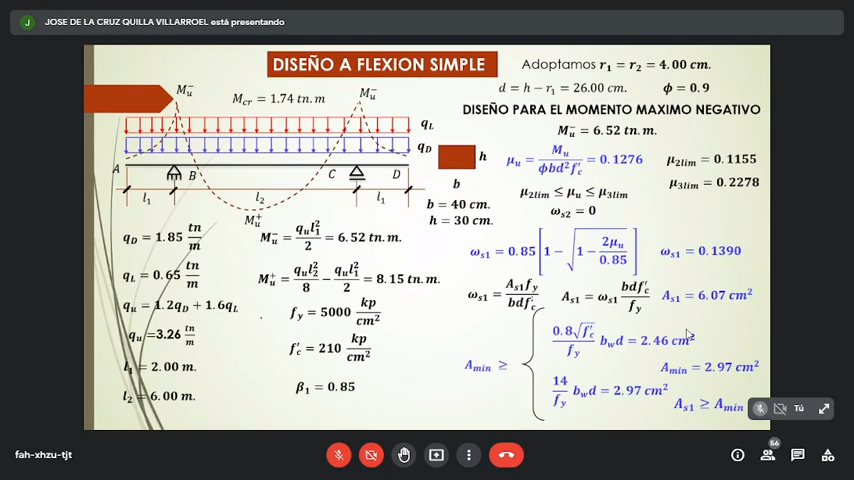 J
JOSE DE LA CRUZ QUILLA VILLARROEL está presentando
DISEÑO A FLEXION SIMPLE
Adoptamos r₁ = r₂ = 4.00 cm.
d = h − r₁ = 26.00 cm. ϕ = 0.9
M_u⁻
M_cr = 1.74 tn.m
M_u⁻
q_L
q_D
A
B
C
D
l₁
l₂
l₁
M_u⁺
h
b
b = 40 cm.
h = 30 cm.
DISEÑO PARA EL MOMENTO MAXIMO NEGATIVO
M_u⁻ = 6.52 tn.m.
μ_u = M_u / ϕbd²f′_c = 0.1276
μ_2lim = 0.1155
μ_3lim = 0.2278
μ_2lim ≤ μ_u ≤ μ_3lim
ω_s2 = 0
q_D = 1.85 tn/m
q_L = 0.65 tn/m
q_u = 1.2q_D + 1.6q_L
q_u = 3.26 tn/m
l₁ = 2.00 m.
l₂ = 6.00 m.
M_u⁻ = q_u l₁² / 2 = 6.52 tn.m.
M_u⁺ = q_u l₂² / 8 − q_u l₁² / 2 = 8.15 tn.m.
f_y = 5000 kp/cm²
f′_c = 210 kp/cm²
β₁ = 0.85
ω_s1 = 0.85 [1 − √(1 − 2μ_u / 0.85)] ω_s1 = 0.1390
ω_s1 = A_s1 f_y / bdf′_c A_s1 = ω_s1 bdf′_c / f_y A_s1 = 6.07 cm²
A_min ≥
0.8√f′_c / f_y b_w d = 2.46 cm²
14 / f_y b_w d = 2.97 cm²
A_min = 2.97 cm²
A_s1 ≥ A_min
Tú
fah-xhzu-tjt
56